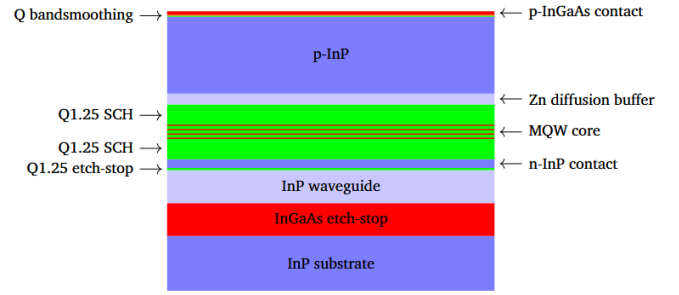 Q bandsmoothing
p-InGaAs contact
p-InP
Zn diffusion buffer
Q1.25 SCH
MQW core
Q1.25 SCH
n-InP contact
Q1.25 etch-stop
InP waveguide
InGaAs etch-stop
InP substrate